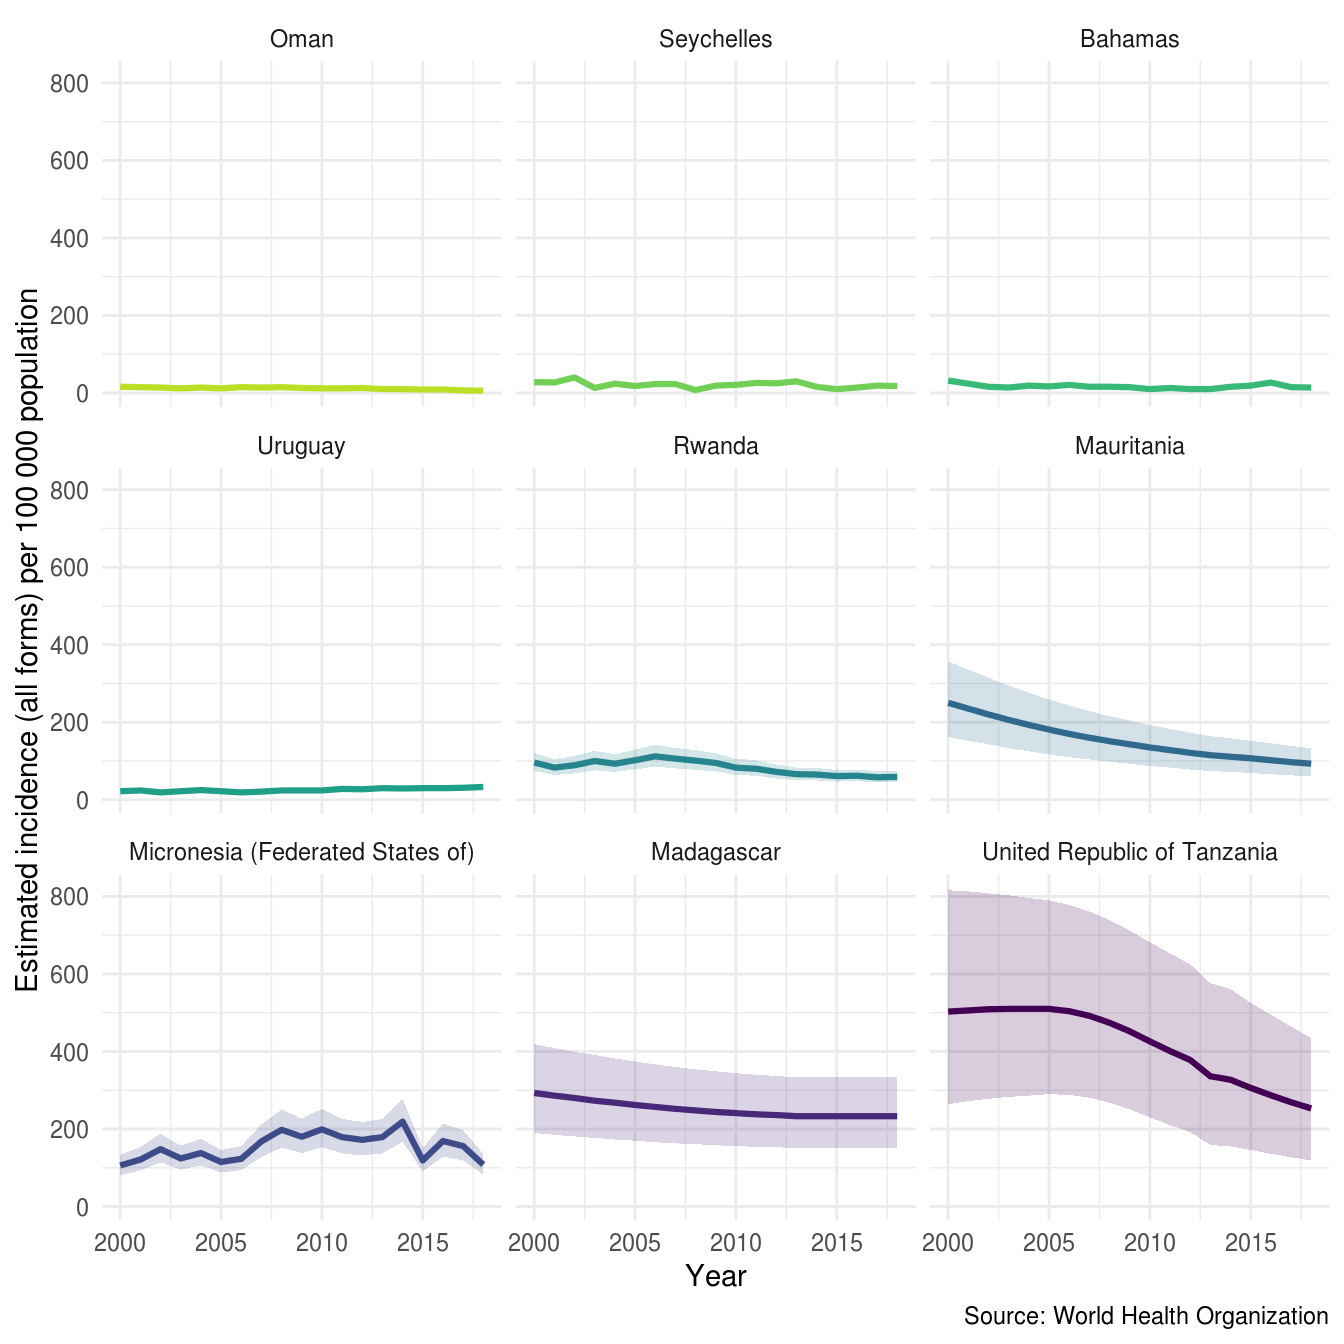 Oman Seychelles Bahamas
800
600
400
200
0
Uruguay Rwanda Mauritania
800
600
400
200
0
Micronesia (Federated States of) Madagascar United Republic of Tanzania
800
600
400
200
0
2000 2005 2010 2015 2000 2005 2010 2015 2000 2005 2010 2015
Year
Estimated incidence (all forms) per 100 000 population
Source: World Health Organization